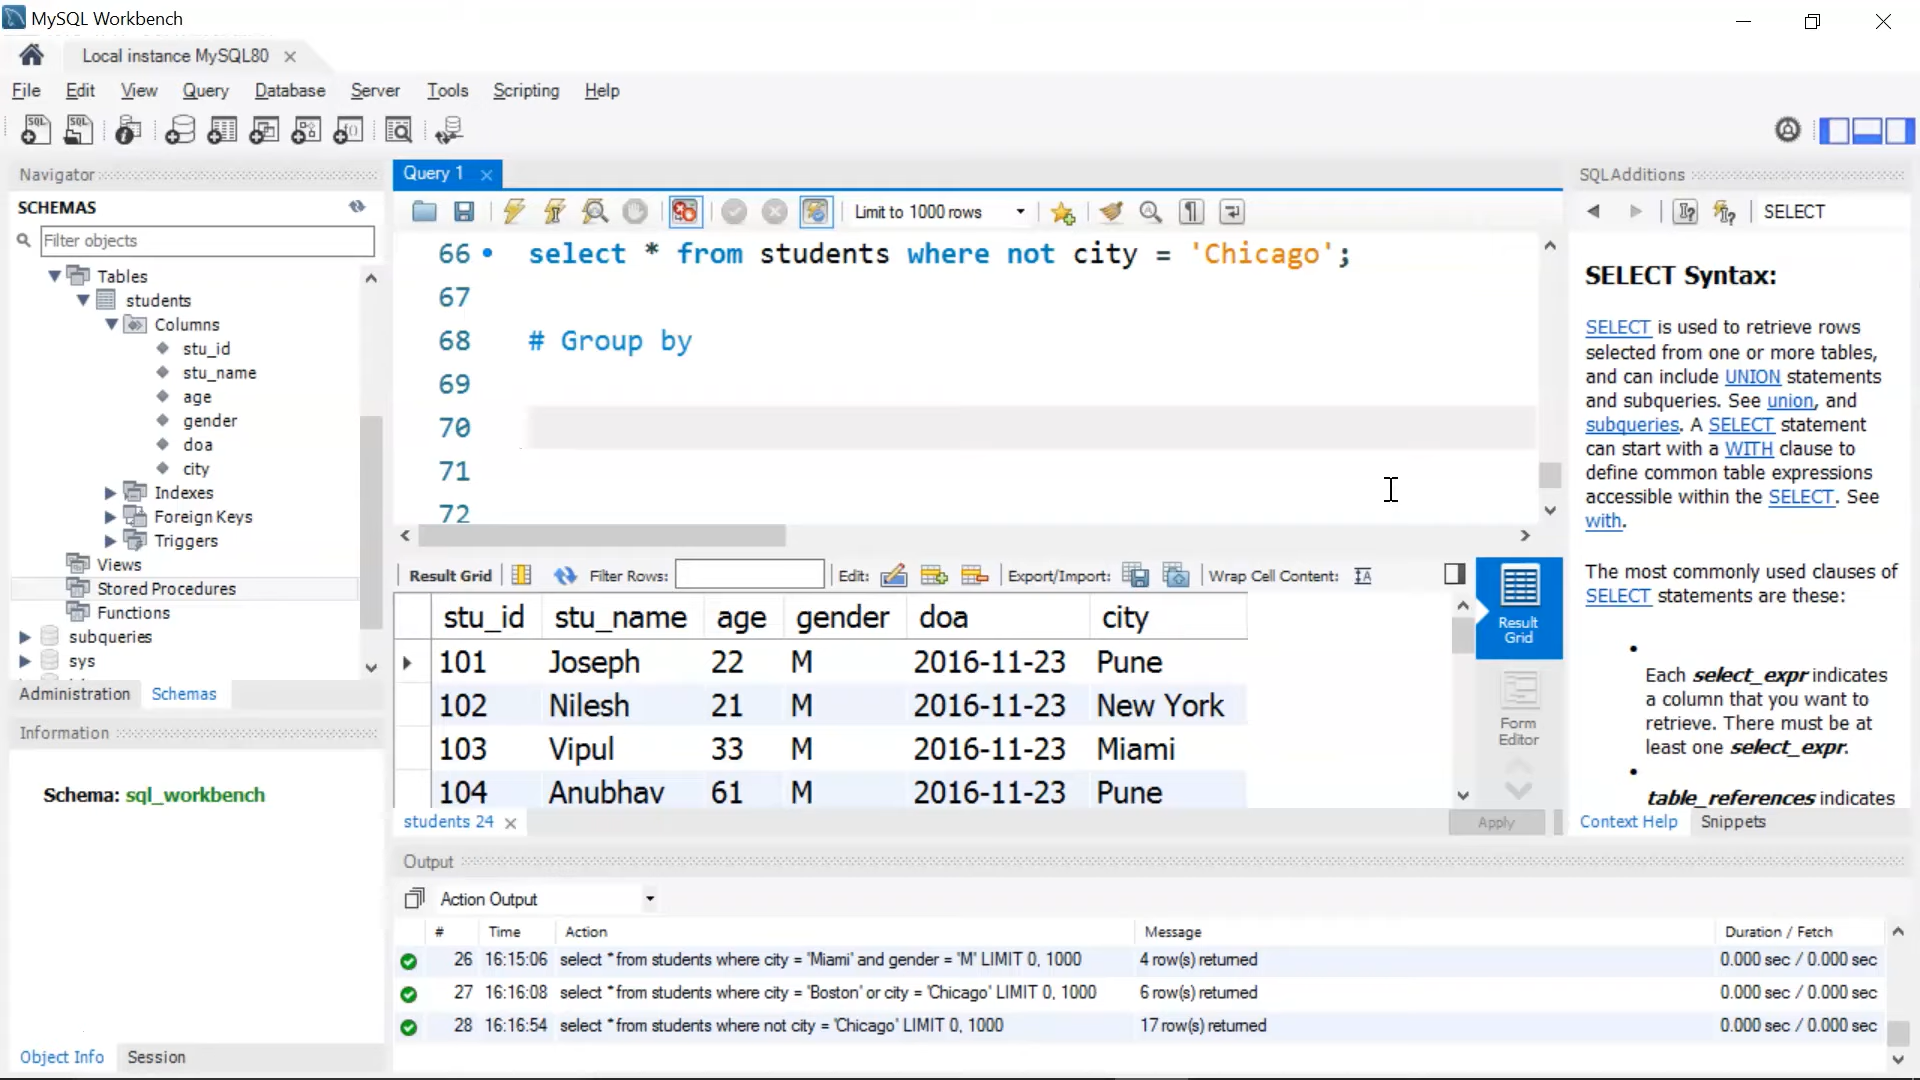 MySQL Workbench
Local instance MySQL80
File Edit View Query Database Server Tools Scripting Help
Navigator
SCHEMAS
Filter objects
Tables
students
Columns
stu_id
stu_name
age
gender
doa
city
Indexes
Foreign Keys
Triggers
Views
Stored Procedures
Functions
subqueries
sys
Administration Schemas
Information
Schema: sql_workbench
Object Info Session
Query 1
Limit to 1000 rows
66 select * from students where not city = 'Chicago';
67
68 # Group by
69
70
71
72
Result Grid Filter Rows: Edit: Export/Import: Wrap Cell Content:
stu_id stu_name age gender doa city
101 Joseph 22 M 2016-11-23 Pune
102 Nilesh 21 M 2016-11-23 New York
103 Vipul 33 M 2016-11-23 Miami
104 Anubhav 61 M 2016-11-23 Pune
Result
Grid
Form
Editor
students 24
Apply
SQLAdditions
SELECT
SELECT Syntax:
SELECT is used to retrieve rows
selected from one or more tables,
and can include UNION statements
and subqueries. See union, and
subqueries. A SELECT statement
can start with a WITH clause to
define common table expressions
accessible within the SELECT. See
with.
The most commonly used clauses of
SELECT statements are these:
Each select_expr indicates
a column that you want to
retrieve. There must be at
least one select_expr.
table_references indicates
Context Help Snippets
Output
Action Output
# Time Action Message Duration / Fetch
26 16:15:06 select * from students where city = 'Miami' and gender = 'M' LIMIT 0, 1000 4 row(s) returned 0.000 sec / 0.000 sec
27 16:16:08 select * from students where city = 'Boston' or city = 'Chicago' LIMIT 0, 1000 6 row(s) returned 0.000 sec / 0.000 sec
28 16:16:54 select * from students where not city = 'Chicago' LIMIT 0, 1000 17 row(s) returned 0.000 sec / 0.000 sec